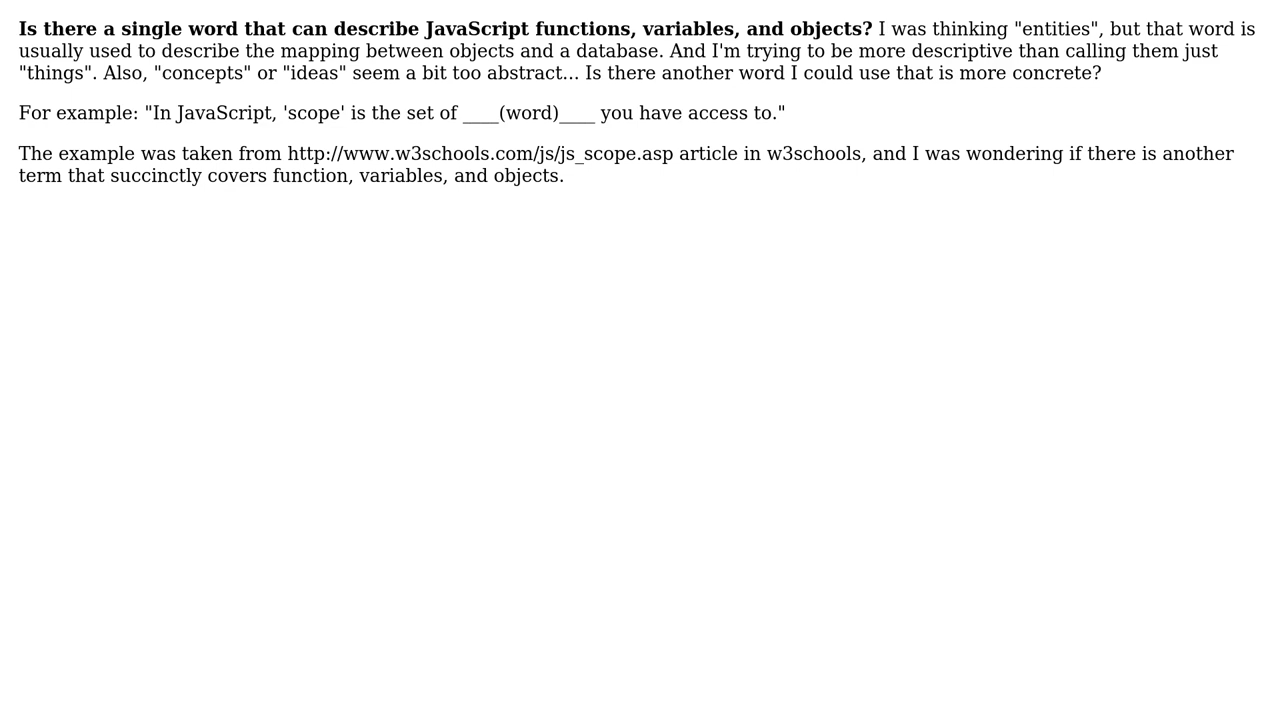 Is there a single word that can describe JavaScript functions, variables, and objects? I was thinking "entities", but that word is
usually used to describe the mapping between objects and a database. And I'm trying to be more descriptive than calling them just
"things". Also, "concepts" or "ideas" seem a bit too abstract... Is there another word I could use that is more concrete?
For example: "In JavaScript, 'scope' is the set of ____(word)____ you have access to."
The example was taken from http://www.w3schools.com/js/js_scope.asp article in w3schools, and I was wondering if there is another
term that succinctly covers function, variables, and objects.